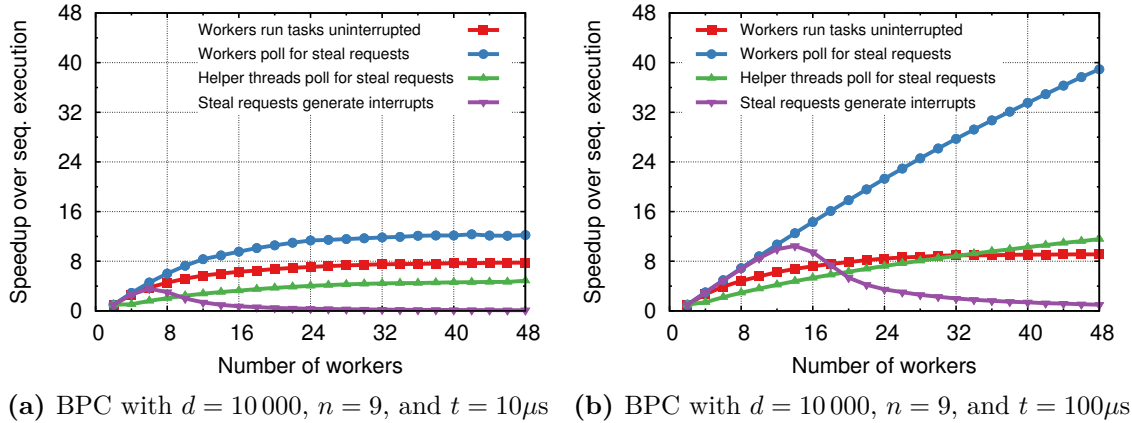 Speedup over seq. execution
48
40
32
24
16
8
0
Workers run tasks uninterrupted
Workers poll for steal requests
Helper threads poll for steal requests
Steal requests generate interrupts
0 8 16 24 32 40 48
Number of workers
(a) BPC with d = 10 000, n = 9, and t = 10μs
Speedup over seq. execution
48
40
32
24
16
8
0
Workers run tasks uninterrupted
Workers poll for steal requests
Helper threads poll for steal requests
Steal requests generate interrupts
0 8 16 24 32 40 48
Number of workers
(b) BPC with d = 10 000, n = 9, and t = 100μs